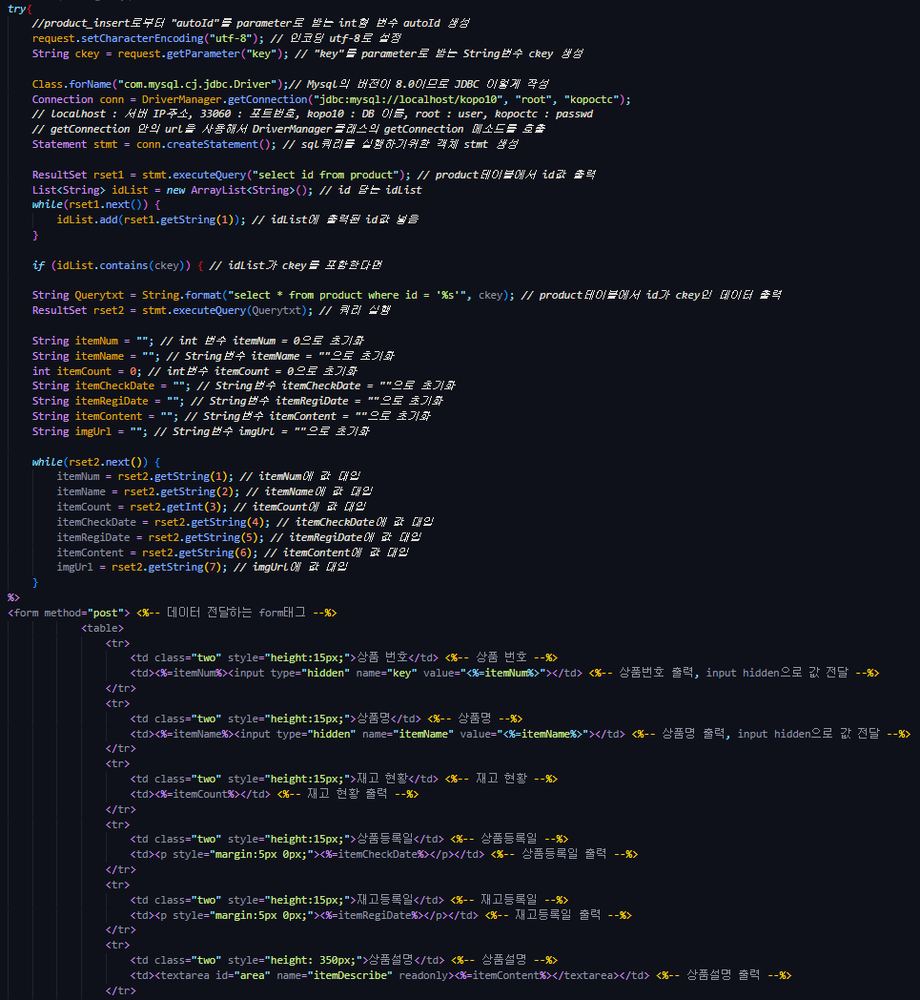 try{
//product_insert로부터 "autoId"를 parameter로 받는 int형 변수 autoId 생성
request.setCharacterEncoding("utf-8"); // 인코딩 utf-8로 설정
String ckey = request.getParameter("key"); // "key"를 parameter로 받는 String변수 ckey 생성
Class.forName("com.mysql.cj.jdbc.Driver");// Mysql의 버전이 8.0이므로 JDBC 이렇게 작성
Connection conn = DriverManager.getConnection("jdbc:mysql://localhost/kopo10", "root", "kopoctc");
// localhost : 서버 IP주소, 33060 : 포트번호, kopo10 : DB 이름, root : user, kopoctc : passwd
// getConnection 안의 url을 사용해서 DriverManager클래스의 getConnection 메소드를 호출
Statement stmt = conn.createStatement(); // sql쿼리를 실행하기위한 객체 stmt 생성
ResultSet rset1 = stmt.executeQuery("select id from product"); // product테이블에서 id값 출력
List<String> idList = new ArrayList<String>(); // id 담는 idList
while(rset1.next()) {
idList.add(rset1.getString(1)); // idList에 출력된 id값 넣음
}
if (idList.contains(ckey)) { // idList가 ckey를 포함한다면
String Querytxt = String.format("select * from product where id = '%s'", ckey); // product테이블에서 id가 ckey인 데이터 출력
ResultSet rset2 = stmt.executeQuery(Querytxt); // 쿼리 실행
String itemNum = ""; // int 변수 itemNum = 0으로 초기화
String itemName = ""; // String변수 itemName = ""으로 초기화
int itemCount = 0; // int변수 itemCount = 0으로 초기화
String itemCheckDate = ""; // String변수 itemCheckDate = ""으로 초기화
String itemRegiDate = ""; // String변수 itemRegiDate = ""으로 초기화
String itemContent = ""; // String변수 itemContent = ""으로 초기화
String imgUrl = ""; // String변수 imgUrl = ""으로 초기화
while(rset2.next()) {
itemNum = rset2.getString(1); // itemNum에 값 대입
itemName = rset2.getString(2); // itemName에 값 대입
itemCount = rset2.getInt(3); // itemCount에 값 대입
itemCheckDate = rset2.getString(4); // itemCheckDate에 값 대입
itemRegiDate = rset2.getString(5); // itemRegiDate에 값 대입
itemContent = rset2.getString(6); // itemContent에 값 대입
imgUrl = rset2.getString(7); // imgUrl에 값 대입
}
%>
<form method="post"> <%-- 데이터 전달하는 form태그 --%>
<table>
<tr>
<td class="two" style="height:15px;">상품 번호</td> <%-- 상품 번호 --%>
<td><%=itemNum%><input type="hidden" name="key" value="<%=itemNum%>"></td> <%-- 상품번호 출력, input hidden으로 값 전달 --%>
</tr>
<tr>
<td class="two" style="height:15px;">상품명</td> <%-- 상품명 --%>
<td><%=itemName%><input type="hidden" name="itemName" value="<%=itemName%>"></td> <%-- 상품명 출력, input hidden으로 값 전달 --%>
</tr>
<tr>
<td class="two" style="height:15px;">재고 현황</td> <%-- 재고 현황 --%>
<td><%=itemCount%></td> <%-- 재고 현황 출력 --%>
</tr>
<tr>
<td class="two" style="height:15px;">상품등록일</td> <%-- 상품등록일 --%>
<td><p style="margin:5px 0px;"><%=itemCheckDate%></p></td> <%-- 상품등록일 출력 --%>
</tr>
<tr>
<td class="two" style="height:15px;">재고등록일</td> <%-- 재고등록일 --%>
<td><p style="margin:5px 0px;"><%=itemRegiDate%></p></td> <%-- 재고등록일 출력 --%>
</tr>
<tr>
<td class="two" style="height: 350px;">상품설명</td> <%-- 상품설명 --%>
<td><textarea id="area" name="itemDescribe" readonly><%=itemContent%></textarea></td> <%-- 상품설명 출력 --%>
</tr>